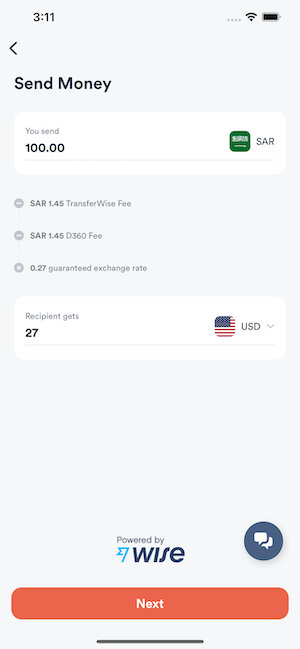 3:11
Send Money
You send
100.00
SAR
SAR 1.45 TransferWise Fee
SAR 1.45 D360 Fee
0.27 guaranteed exchange rate
Recipient gets
27
USD
Powered by
wise
Next